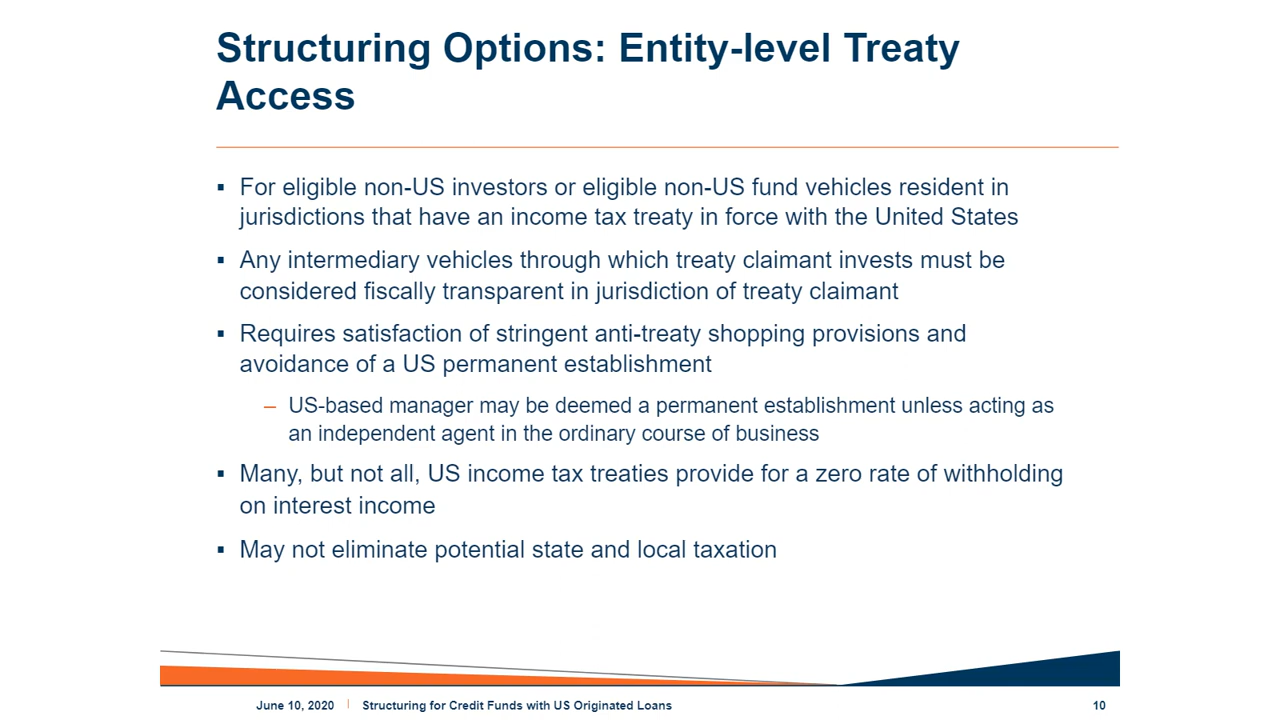 Structuring Options: Entity-level Treaty
Access
▪ For eligible non-US investors or eligible non-US fund vehicles resident in
jurisdictions that have an income tax treaty in force with the United States
▪ Any intermediary vehicles through which treaty claimant invests must be
considered fiscally transparent in jurisdiction of treaty claimant
▪ Requires satisfaction of stringent anti-treaty shopping provisions and
avoidance of a US permanent establishment
– US-based manager may be deemed a permanent establishment unless acting as
an independent agent in the ordinary course of business
▪ Many, but not all, US income tax treaties provide for a zero rate of withholding
on interest income
▪ May not eliminate potential state and local taxation
June 10, 2020 | Structuring for Credit Funds with US Originated Loans 10